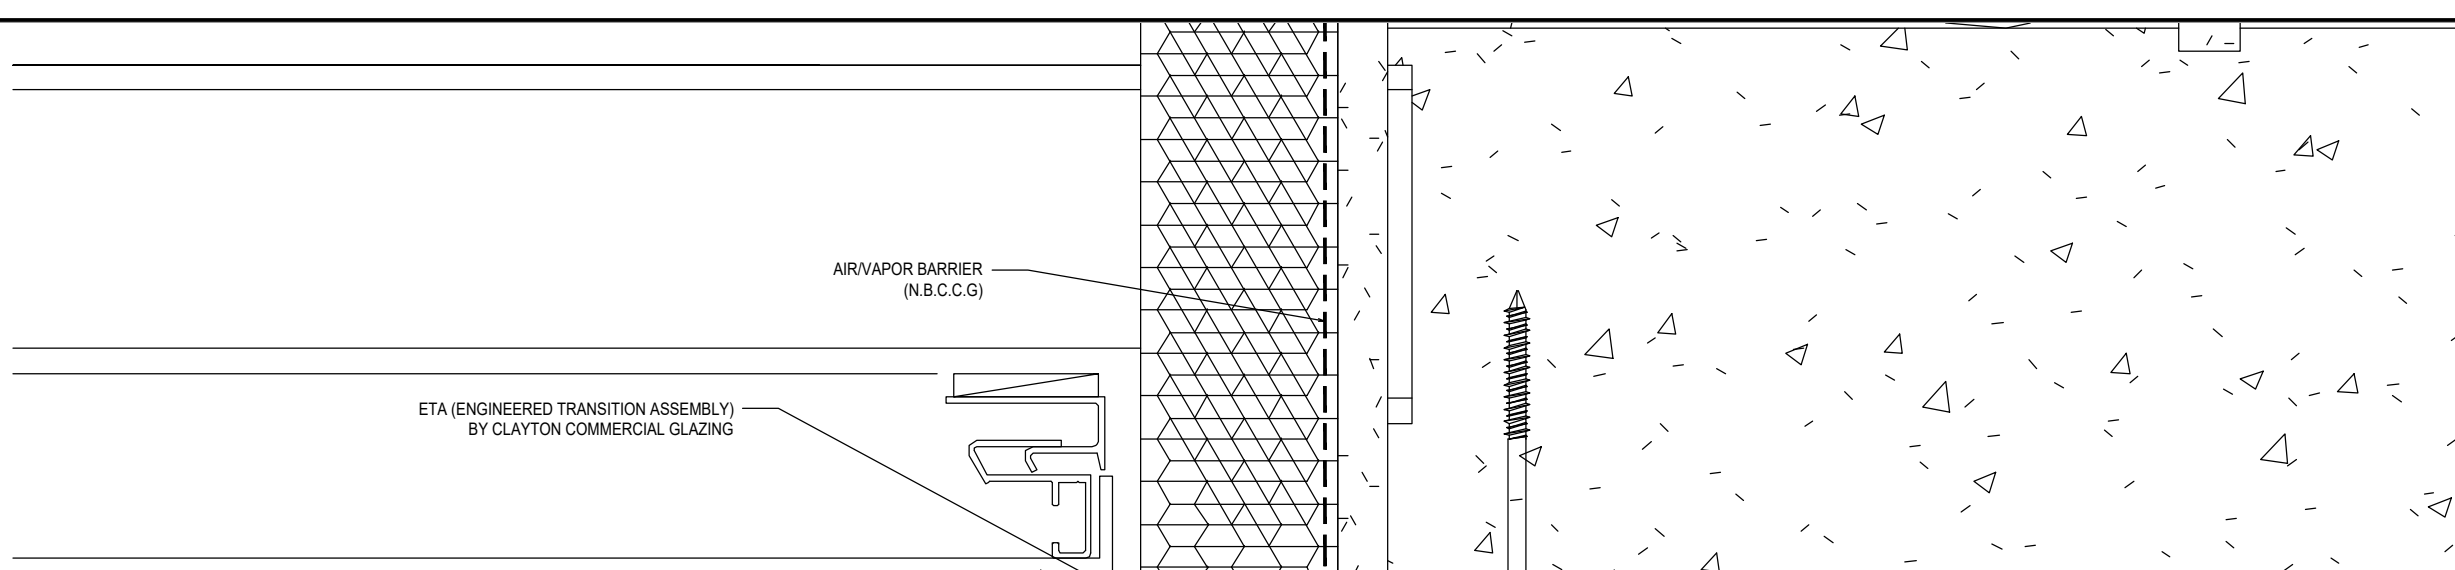 AIR/VAPOR BARRIER
(N.B.C.C.G)
ETA (ENGINEERED TRANSITION ASSEMBLY)
BY CLAYTON COMMERCIAL GLAZING